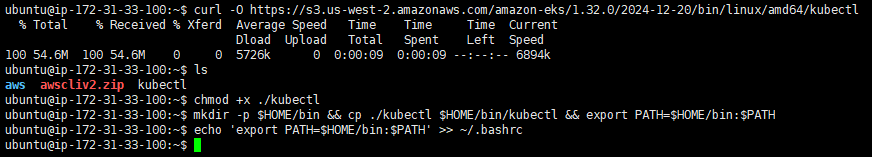 ubuntu@ip-172-31-33-100:~$ curl -O https://s3.us-west-2.amazonaws.com/amazon-eks/1.32.0/2024-12-20/bin/linux/amd64/kubectl
  % Total    % Received % Xferd  Average Speed   Time    Time     Time  Current
                                 Dload  Upload   Total   Spent    Left  Speed
100 54.6M  100 54.6M    0     0  5726k      0  0:00:09  0:00:09 --:--:-- 6894k
ubuntu@ip-172-31-33-100:~$ ls
aws  awscliv2.zip  kubectl
ubuntu@ip-172-31-33-100:~$ chmod +x ./kubectl
ubuntu@ip-172-31-33-100:~$ mkdir -p $HOME/bin && cp ./kubectl $HOME/bin/kubectl && export PATH=$HOME/bin:$PATH
ubuntu@ip-172-31-33-100:~$ echo 'export PATH=$HOME/bin:$PATH' >> ~/.bashrc
ubuntu@ip-172-31-33-100:~$